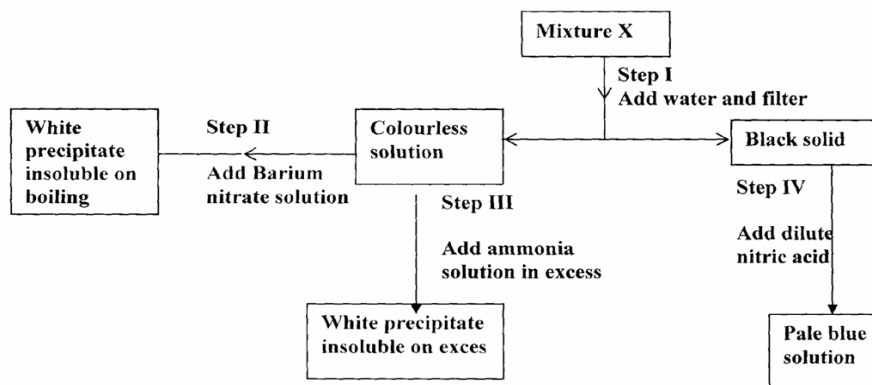 Mixture X
Step I
Add water and filter
White
precipitate
insoluble on
boiling
Step II
Add Barium
nitrate solution
Colourless
solution
Black solid
Step III
Add ammonia
solution in excess
Step IV
Add dilute
nitric acid
White precipitate
insoluble on exces
Pale blue
solution